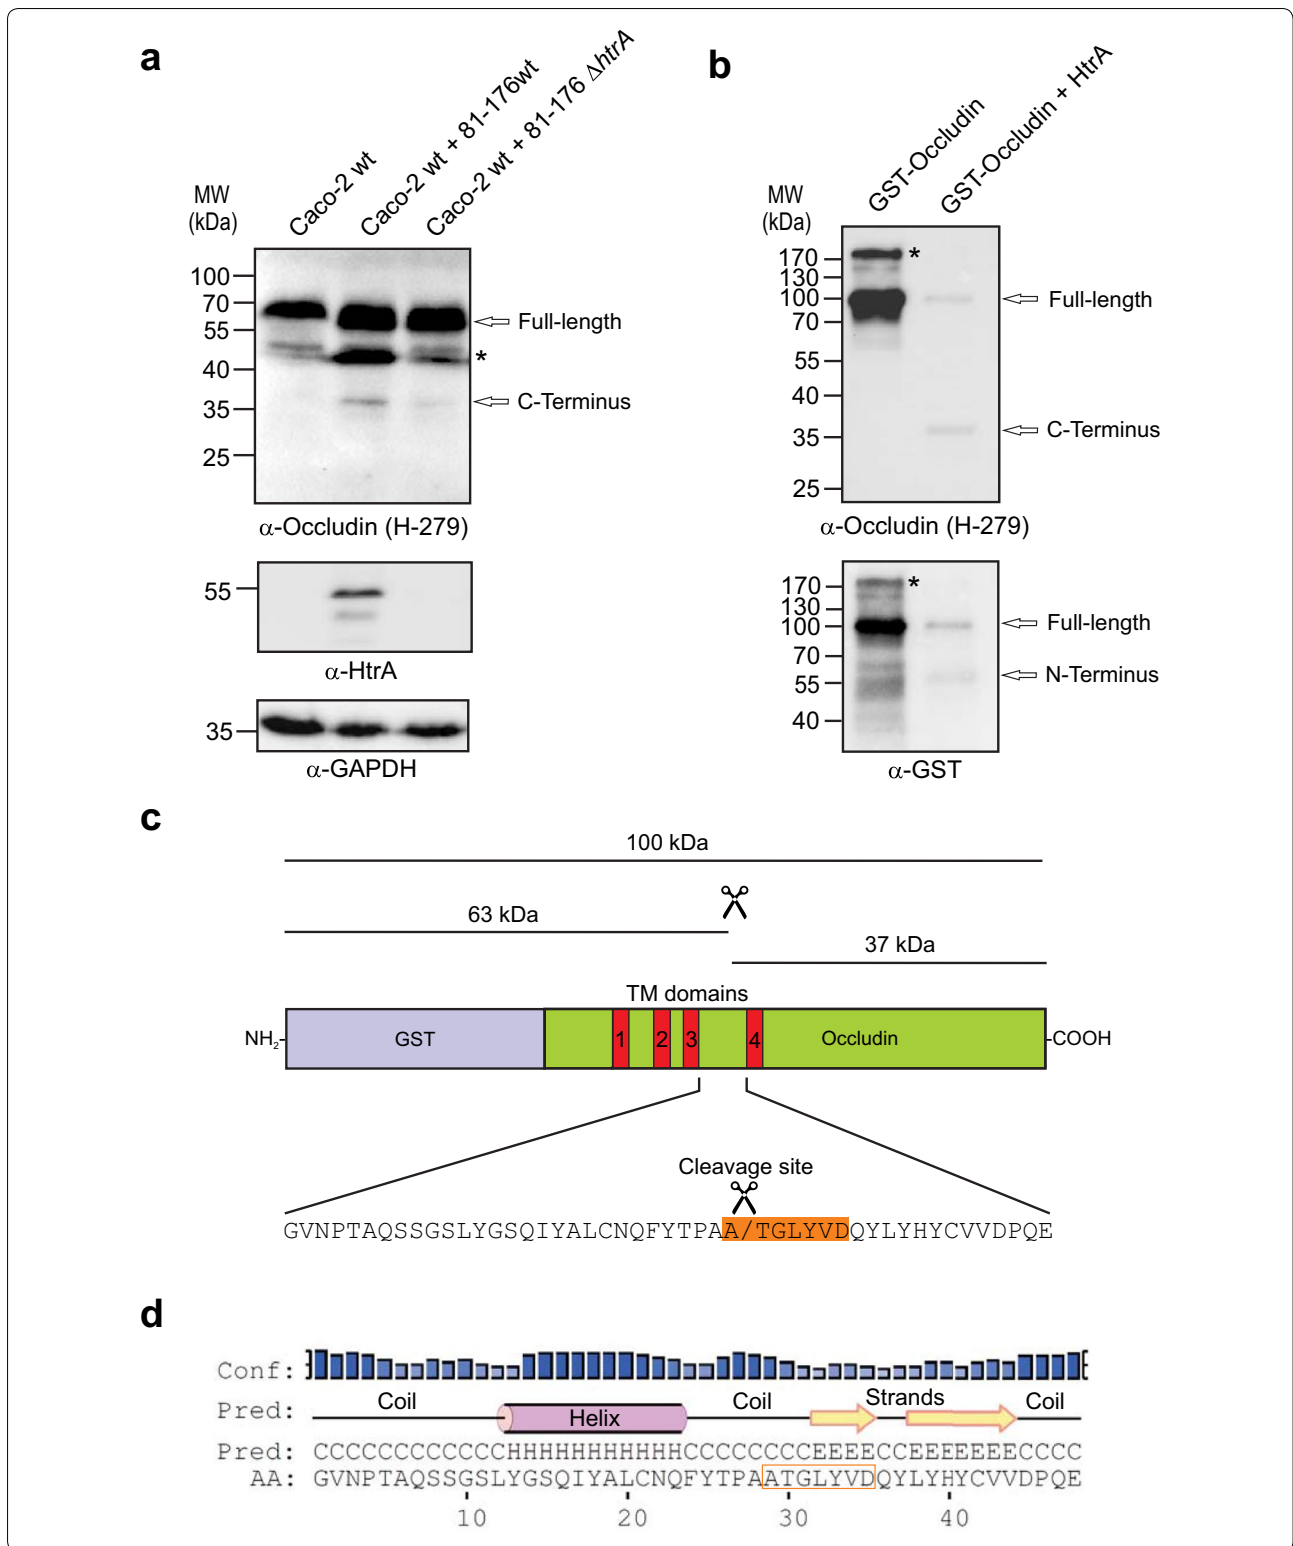 a
Caco-2 wt
Caco-2 wt + 81-176wt
Caco-2 wt + 81-176 ΔhtrA
MW
(kDa)
100
70
55
40
35
25
Full-length
*
C-Terminus
α-Occludin (H-279)
55
α-HtrA
35
α-GAPDH
b
GST-Occludin
GST-Occludin + HtrA
MW
(kDa)
170
130
100
70
55
40
35
25
*
Full-length
C-Terminus
α-Occludin (H-279)
170
130
100
70
55
40
*
Full-length
N-Terminus
α-GST
c
100 kDa
63 kDa
37 kDa
TM domains
NH2- GST 1 2 3 4 Occludin -COOH
Cleavage site
GVNPTAQSSGSLYGSQIYALCNQFYTPAA/TGLYVDQYLYHYCVVDPQE
d
Conf:
Pred: Coil Helix Coil Strands Coil
Pred: CCCCCCCCCCCCHHHHHHHHHHHCCCCCCCCEEEECCEEEEEEECCCC
AA: GVNPTAQSSGSLYGSQIYALCNQFYTPAATGLYVDQYLYHYCVVDPQE
10 20 30 40